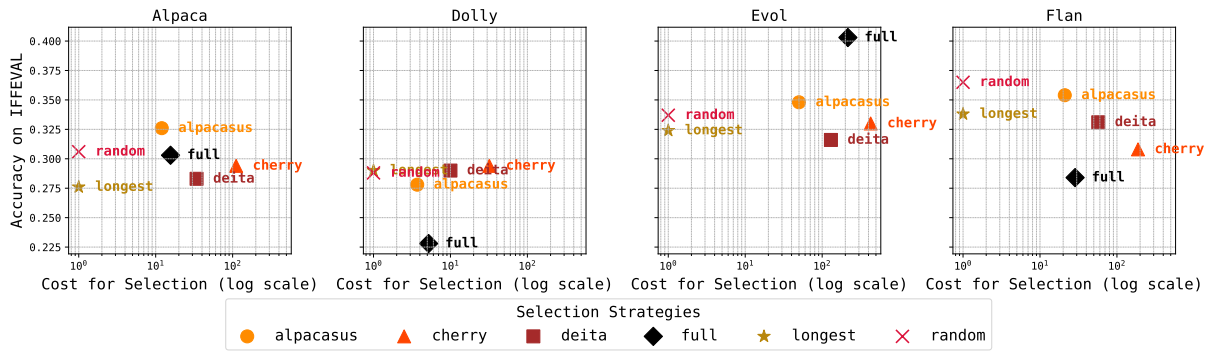 Alpaca Dolly Evol Flan
Accuracy on IFFEVAL
0.400
0.375
0.350
0.325
0.300
0.275
0.250
0.225
alpacasus
random
full
cherry
deita
longest
longest
random
deita
cherry
alpacasus
full
full
alpacasus
random
cherry
longest
deita
random
alpacasus
longest
deita
cherry
full
10⁰ 10¹ 10² 10⁰ 10¹ 10² 10⁰ 10¹ 10² 10⁰ 10¹ 10²
Cost for Selection (log scale) Cost for Selection (log scale) Cost for Selection (log scale) Cost for Selection (log scale)
Selection Strategies
alpacasus cherry deita full longest random